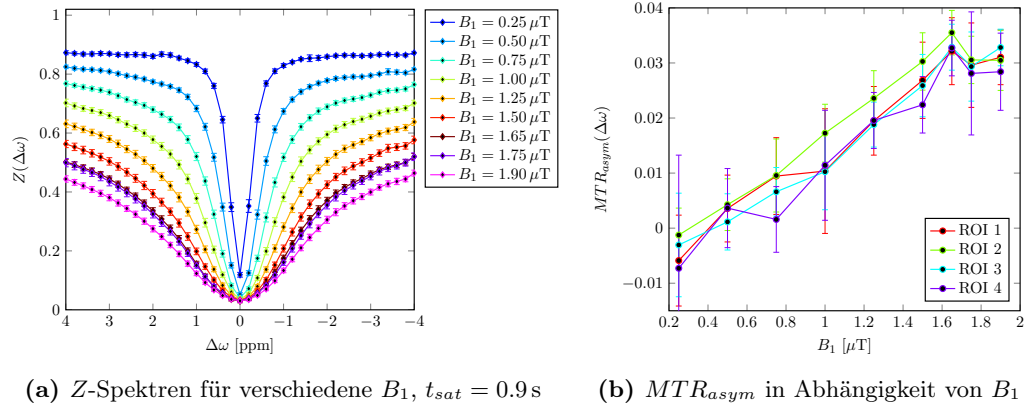 1
0.8
0.6
0.4
0.2
0
4
3
2
1
0
−1
−2
−3
−4
Z(Δω)
Δω [ppm]
B₁ = 0.25 μT
B₁ = 0.50 μT
B₁ = 0.75 μT
B₁ = 1.00 μT
B₁ = 1.25 μT
B₁ = 1.50 μT
B₁ = 1.65 μT
B₁ = 1.75 μT
B₁ = 1.90 μT
(a) Z-Spektren für verschiedene B₁, t_sat = 0.9 s
0.04
0.03
0.02
0.01
0
−0.01
0.2
0.4
0.6
0.8
1
1.2
1.4
1.6
1.8
2
MTR_asym(Δω)
B₁ [μT]
ROI 1
ROI 2
ROI 3
ROI 4
(b) MTR_asym in Abhängigkeit von B₁